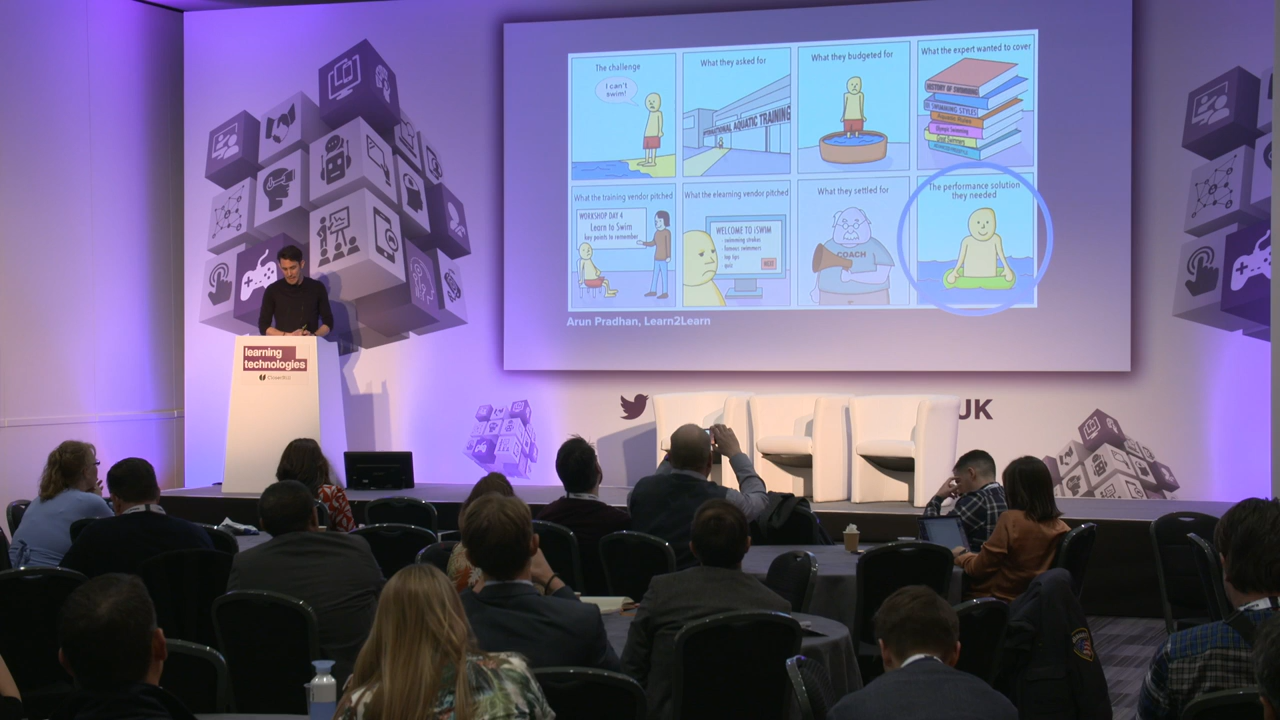 The challenge
I can't
swim!
What they asked for
INTERNATIONAL AQUATIC TRAINING
What they budgeted for
What the expert wanted to cover
HISTORY OF SWIMMING
SWIMMING STYLES
Olympic Swimming
What the training vendor pitched
WORKSHOP DAY 4
Learn to Swim
key points to remember
What the elearning vendor pitched
WELCOME TO iSWIM
- swimming strokes
- famous swimmers
- top tips
- quiz
NEXT
What they settled for
COACH
The performance solution
they needed
Arun Pradhan, Learn2Learn
learning
technologies
UK